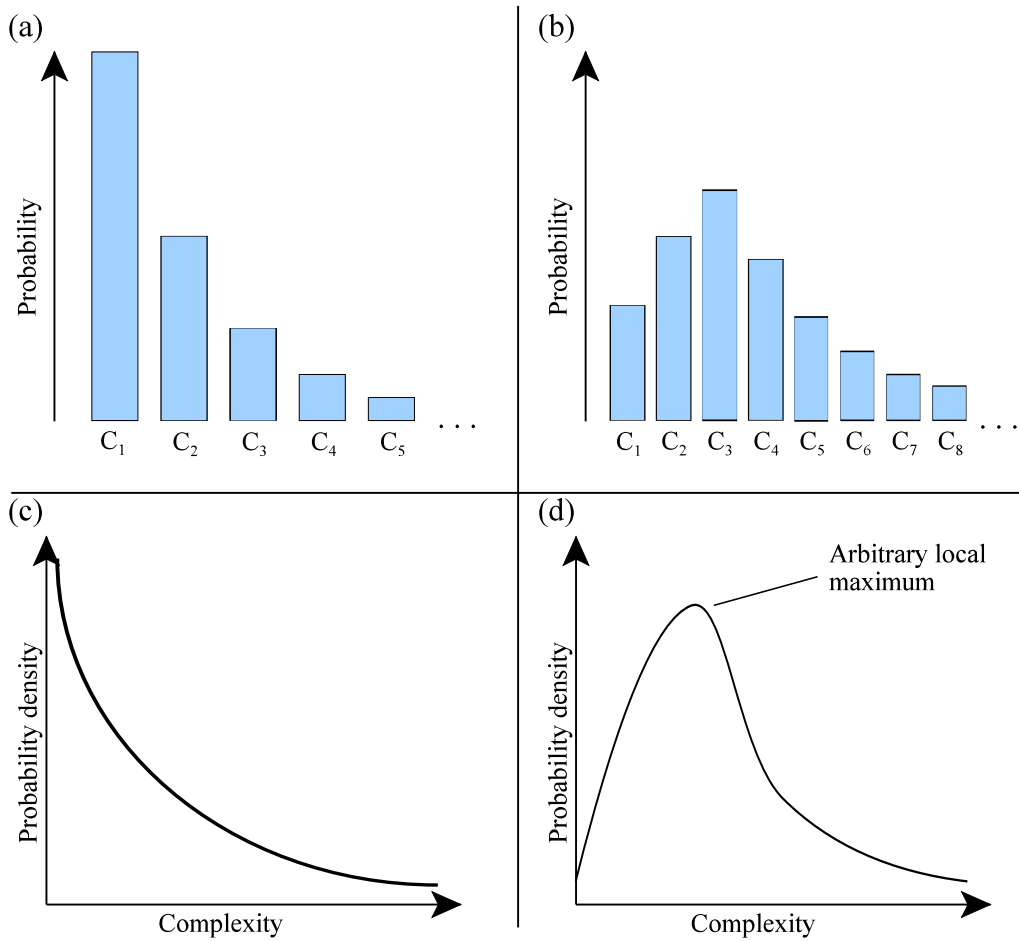 (a)
Probability
C₁ C₂ C₃ C₄ C₅ . . .
(b)
Probability
C₁ C₂ C₃ C₄ C₅ C₆ C₇ C₈ . . .
(c)
Probability density
Complexity
(d)
Arbitrary local
maximum
Probability density
Complexity